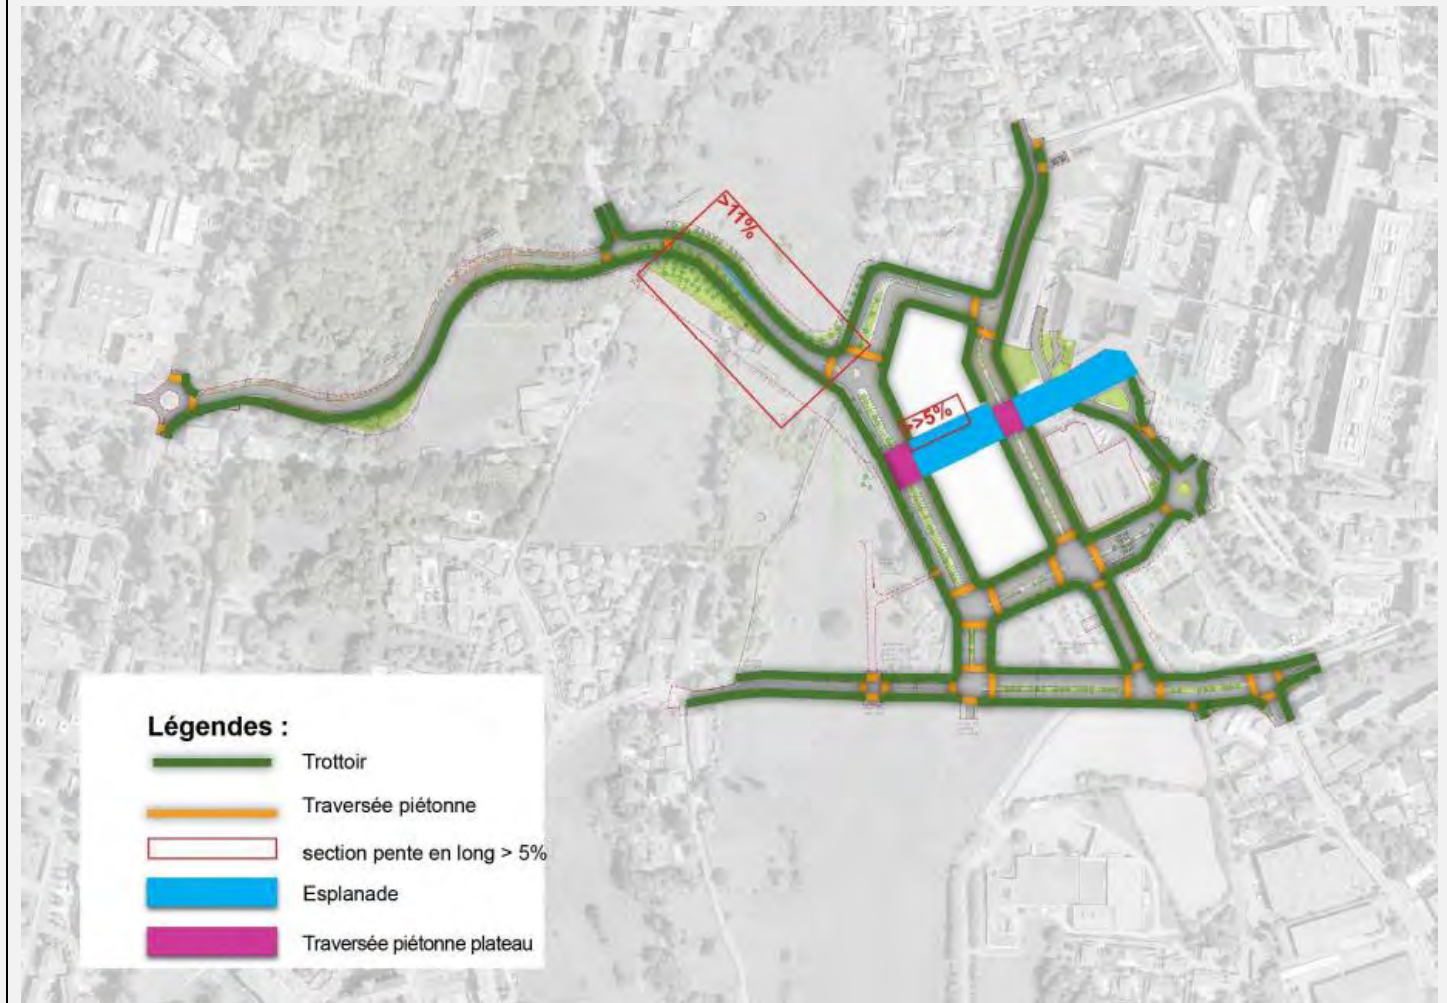 >11%
>>5%
Légendes :
Trottoir
Traversée piétonne
section pente en long > 5%
Esplanade
Traversée piétonne plateau